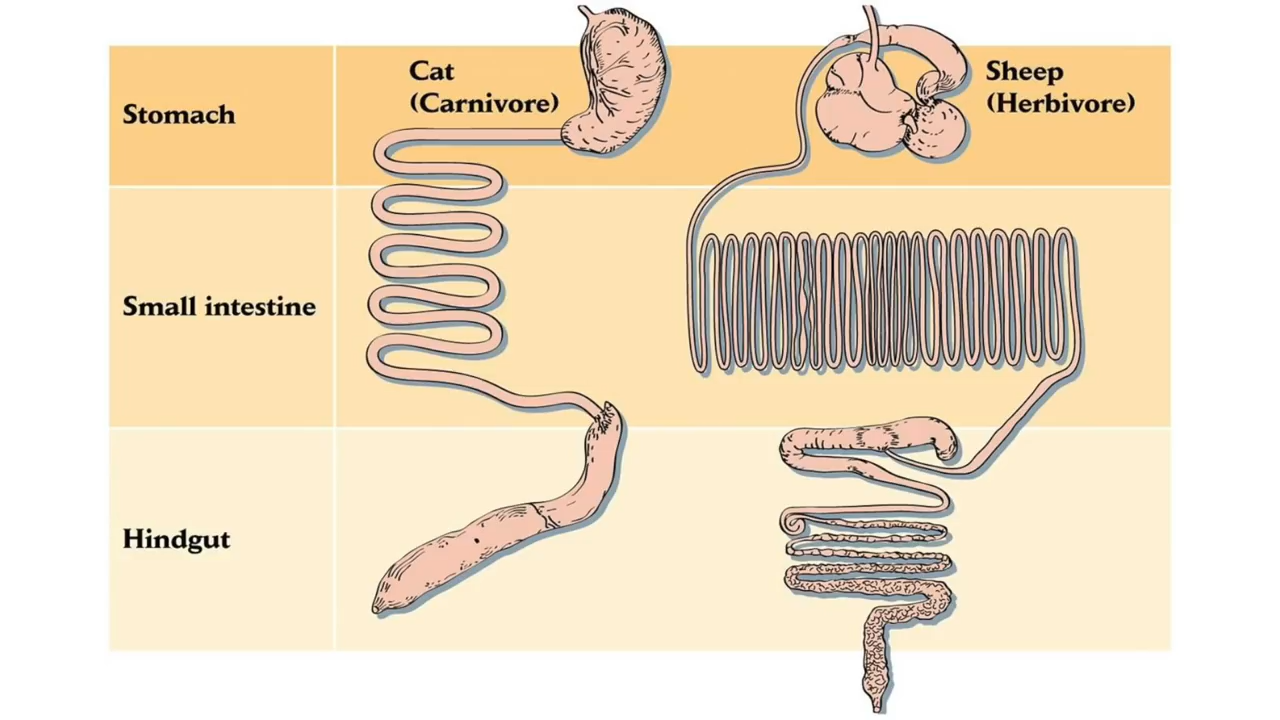 Cat
(Carnivore)
Sheep
(Herbivore)
Stomach
Small intestine
Hindgut